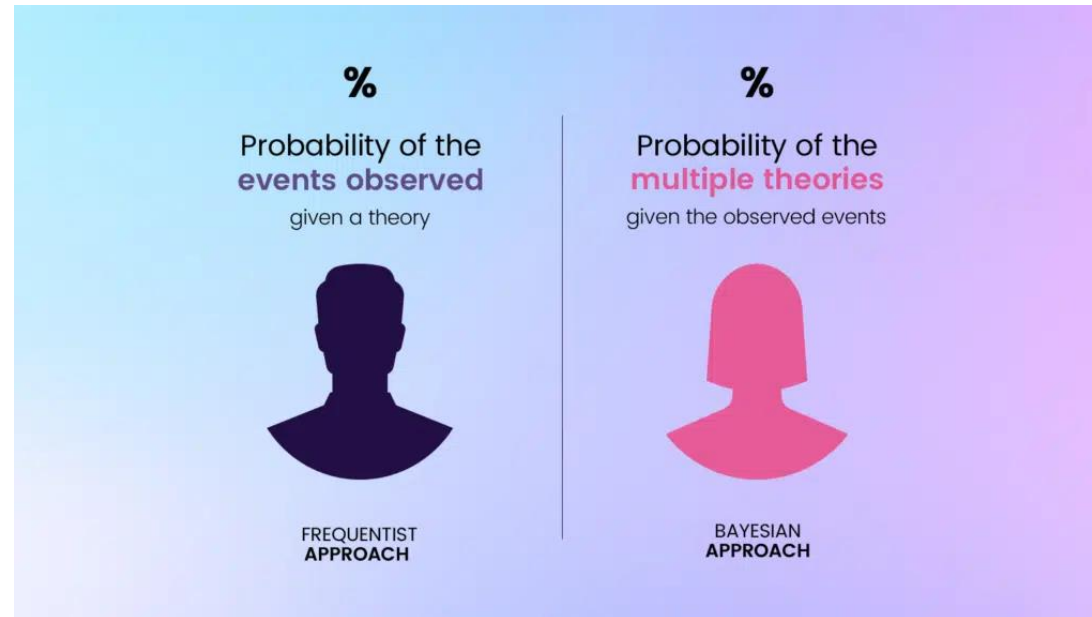 %
Probability of the
events observed
given a theory
FREQUENTIST
APPROACH
%
Probability of the
multiple theories
given the observed events
BAYESIAN
APPROACH